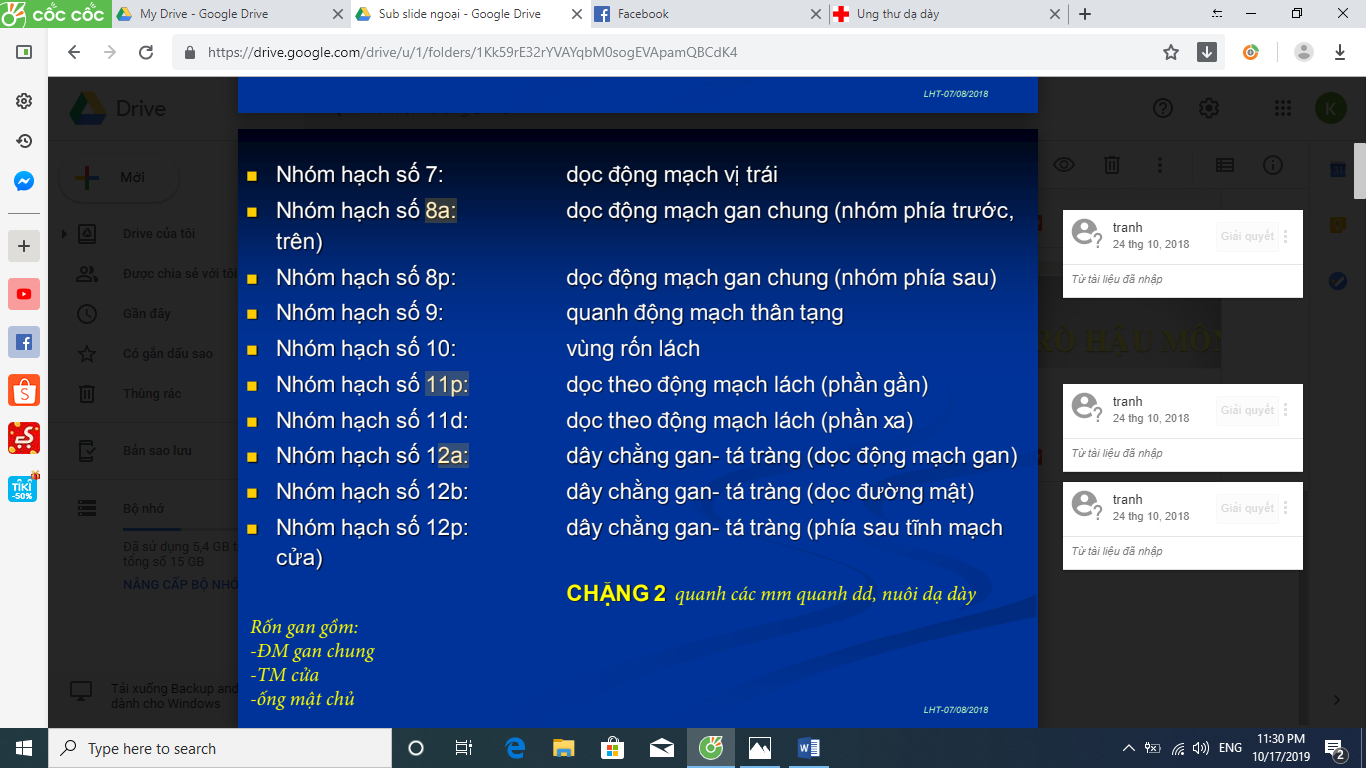 cốc cốc
My Drive - Google Drive
Sub slide ngoại - Google Drive
Facebook
Ung thư dạ dày
https://drive.google.com/drive/u/1/folders/1Kk59rE32rYVAYqbM0sogEVApamQBCdK4
Drive
Mới
Drive của tôi
Được chia sẻ với tôi
Gần đây
Có gắn dấu sao
Thùng rác
Bản sao lưu
Bộ nhớ
Đã sử dụng 5,4 GB t
tổng số 15 GB
NÂNG CẤP BỘ NHỚ
Tải xuống Backup and
dành cho Windows
LHT-07/08/2018
Nhóm hạch số 7: dọc động mạch vị trái
Nhóm hạch số 8a: dọc động mạch gan chung (nhóm phía trước,
trên)
Nhóm hạch số 8p: dọc động mạch gan chung (nhóm phía sau)
Nhóm hạch số 9: quanh động mạch thân tạng
Nhóm hạch số 10: vùng rốn lách
Nhóm hạch số 11p: dọc theo động mạch lách (phần gần)
Nhóm hạch số 11d: dọc theo động mạch lách (phần xa)
Nhóm hạch số 12a: dây chằng gan- tá tràng (dọc động mạch gan)
Nhóm hạch số 12b: dây chằng gan- tá tràng (dọc đường mật)
Nhóm hạch số 12p: dây chằng gan- tá tràng (phía sau tĩnh mạch
cửa)
CHẶNG 2 quanh các mm quanh dd, nuôi dạ dày
Rốn gan gồm:
-ĐM gan chung
-TM cửa
-ống mật chủ
LHT-07/08/2018
K
tranh
24 thg 10, 2018
Giải quyết
Từ tài liệu đã nhập
RÒ HẬU MÔN
tranh
24 thg 10, 2018
Giải quyết
Từ tài liệu đã nhập
tranh
24 thg 10, 2018
Giải quyết
Từ tài liệu đã nhập
TIKI
-50%
Type here to search
ENG
11:30 PM
10/17/2019
2